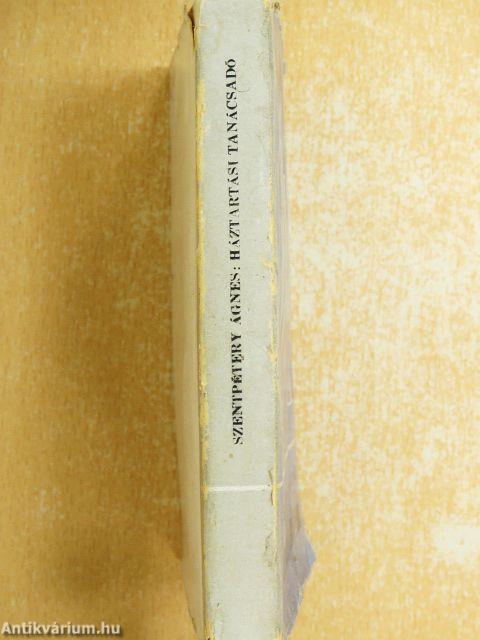 SZENTPÉTERY ÁGNES: HÁZTARTÁSI TANÁCSADÓ
Antikvárium.hu